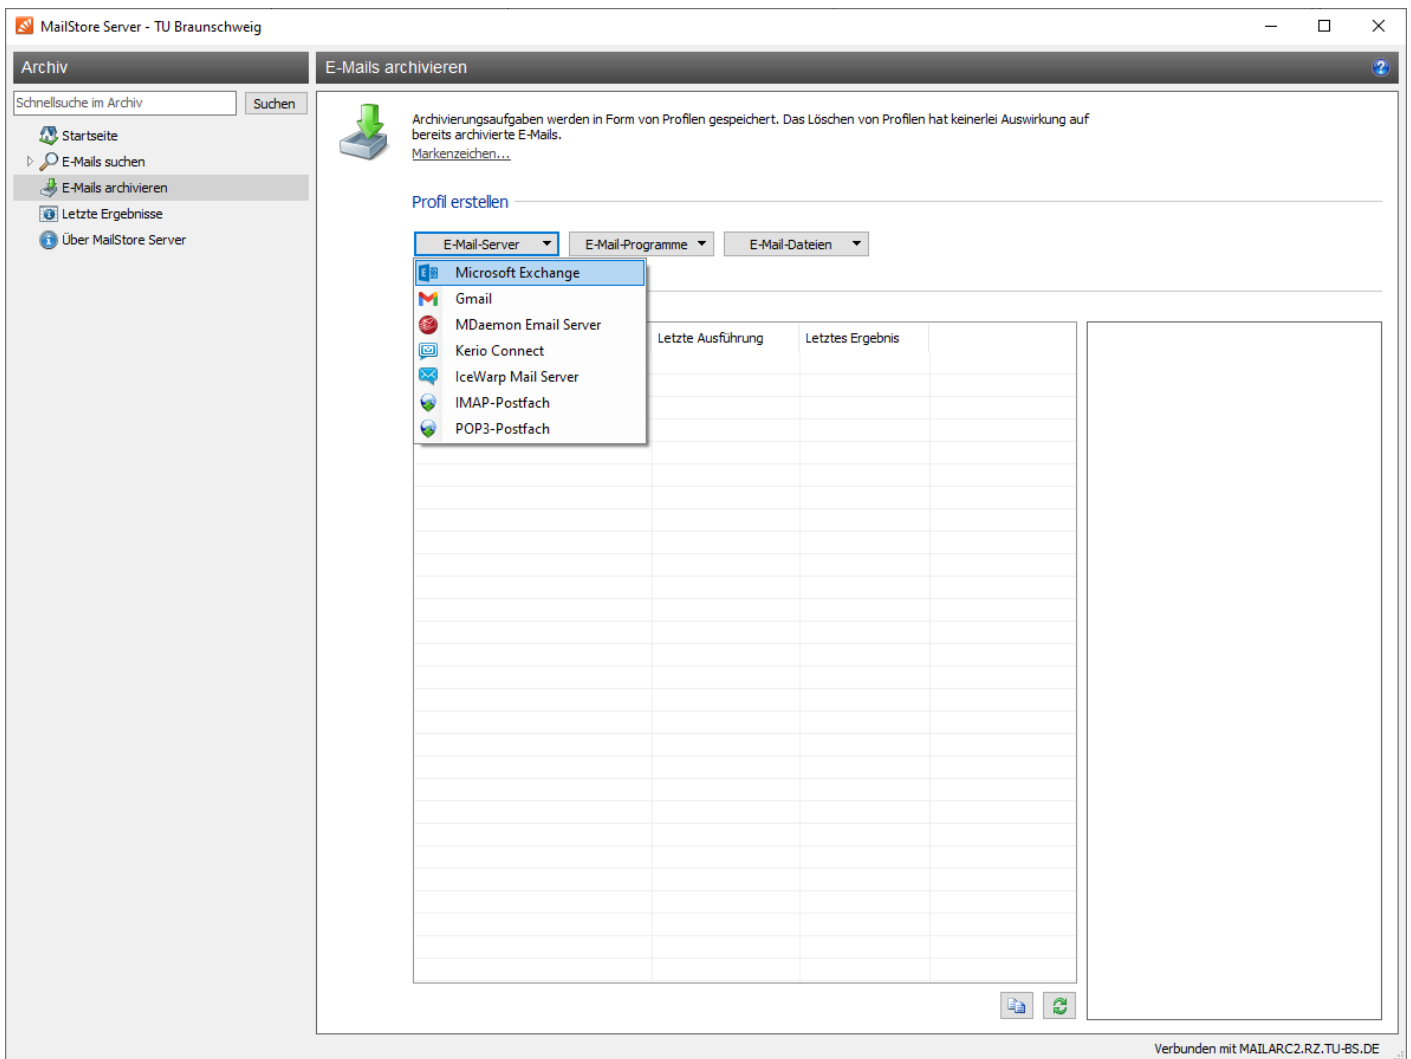 MailStore Server - TU Braunschweig
Archiv
E-Mails archivieren
Schnellsuche im Archiv
Suchen
Startseite
E-Mails suchen
E-Mails archivieren
Letzte Ergebnisse
Über MailStore Server
Archivierungsaufgaben werden in Form von Profilen gespeichert. Das Löschen von Profilen hat keinerlei Auswirkung auf
bereits archivierte E-Mails.
Markenzeichen...
Profil erstellen
E-Mail-Server
E-Mail-Programme
E-Mail-Dateien
Microsoft Exchange
Gmail
MDaemon Email Server
Kerio Connect
IceWarp Mail Server
IMAP-Postfach
POP3-Postfach
Letzte Ausführung
Letztes Ergebnis
Verbunden mit MAILARC2.RZ.TU-BS.DE